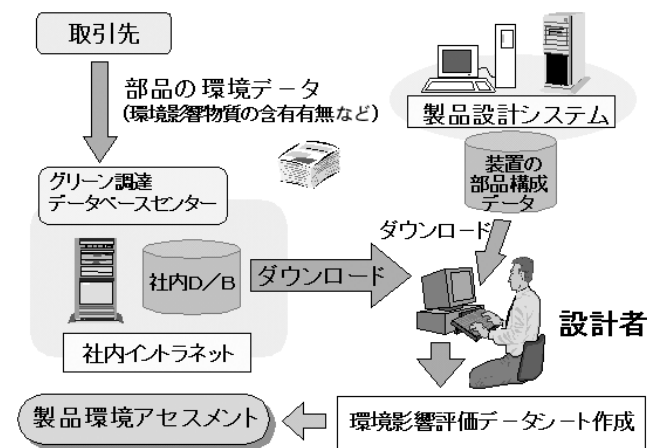 取引先
部品の環境データ
(環境影響物質の含有有無など)
製品設計システム
グリーン調達
データベースセンター
装置の
部品構成
データ
ダウンロード
社内D/B
ダウンロード
設計者
社内イントラネット
製品環境アセスメント
環境影響評価データシート作成